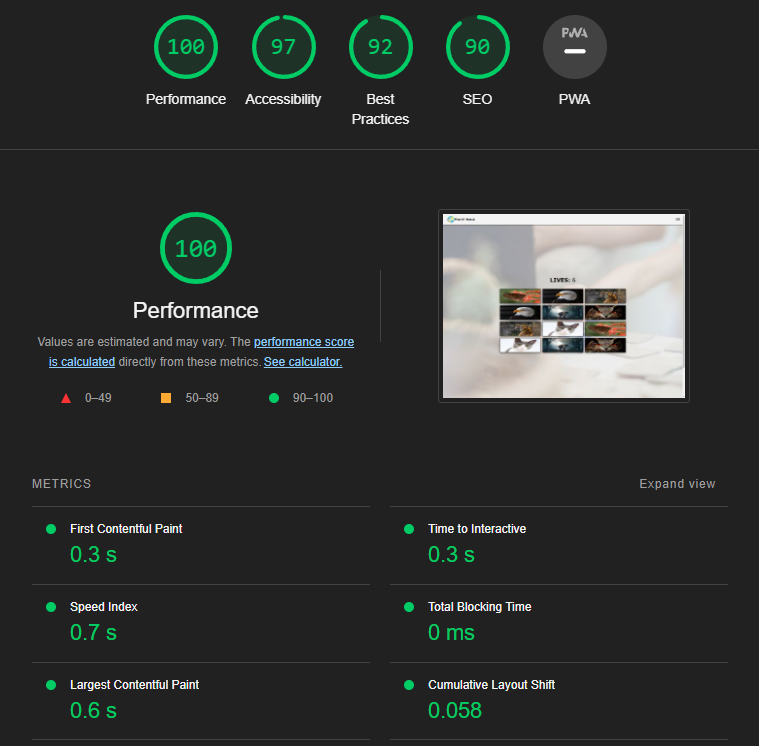 100
97
92
90
PWA
Performance
Accessibility
Best
Practices
SEO
PWA
100
Performance
Values are estimated and may vary. The performance score
is calculated directly from these metrics. See calculator.
0–49
50–89
90–100
LIVES: 6
METRICS
Expand view
First Contentful Paint
0.3 s
Time to Interactive
0.3 s
Speed Index
0.7 s
Total Blocking Time
0 ms
Largest Contentful Paint
0.6 s
Cumulative Layout Shift
0.058